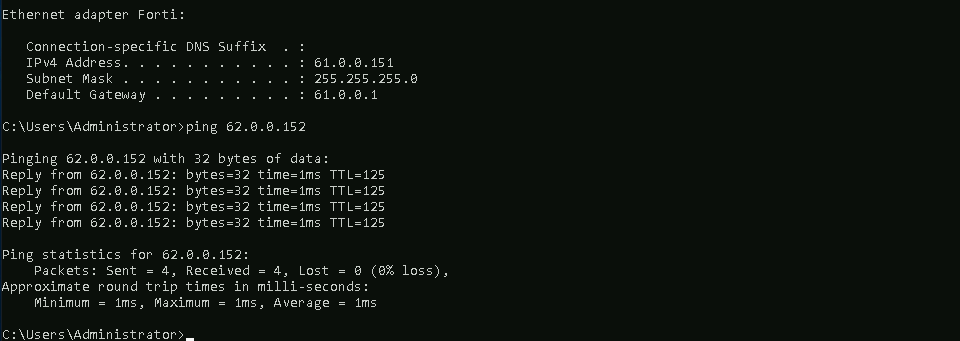 Ethernet adapter Forti:
Connection-specific DNS Suffix  . :
IPv4 Address. . . . . . . . . . . : 61.0.0.151
Subnet Mask . . . . . . . . . . . : 255.255.255.0
Default Gateway . . . . . . . . . : 61.0.0.1
C:\Users\Administrator>ping 62.0.0.152
Pinging 62.0.0.152 with 32 bytes of data:
Reply from 62.0.0.152: bytes=32 time=1ms TTL=125
Reply from 62.0.0.152: bytes=32 time=1ms TTL=125
Reply from 62.0.0.152: bytes=32 time=1ms TTL=125
Reply from 62.0.0.152: bytes=32 time=1ms TTL=125
Ping statistics for 62.0.0.152:
Packets: Sent = 4, Received = 4, Lost = 0 (0% loss),
Approximate round trip times in milli-seconds:
Minimum = 1ms, Maximum = 1ms, Average = 1ms
C:\Users\Administrator>